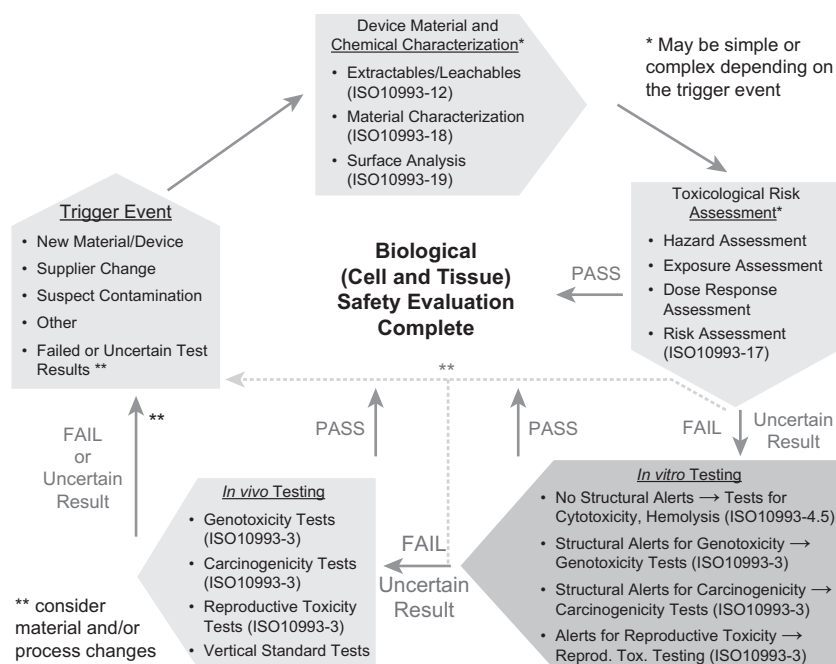 Device Material and
Chemical Characterization*
• Extractables/Leachables
(ISO10993-12)
• Material Characterization
(ISO10993-18)
• Surface Analysis
(ISO10993-19)
* May be simple or
complex depending on
the trigger event
Trigger Event
• New Material/Device
• Supplier Change
• Suspect Contamination
• Other
• Failed or Uncertain Test
Results **
Biological
(Cell and Tissue)
Safety Evaluation
Complete
PASS
Toxicological Risk
Assessment*
• Hazard Assessment
• Exposure Assessment
• Dose Response
Assessment
• Risk Assessment
(ISO10993-17)
**
**
FAIL
or
Uncertain
Result
PASS
PASS
FAIL
Uncertain
Result
In vivo Testing
• Genotoxicity Tests
(ISO10993-3)
• Carcinogenicity Tests
(ISO10993-3)
• Reproductive Toxicity
Tests (ISO10993-3)
• Vertical Standard Tests
FAIL
Uncertain
Result
In vitro Testing
• No Structural Alerts → Tests for
Cytotoxicity, Hemolysis (ISO10993-4.5)
• Structural Alerts for Genotoxicity →
Genotoxicity Tests (ISO10993-3)
• Structural Alerts for Carcinogenicity →
Carcinogenicity Tests (ISO10993-3)
• Alerts for Reproductive Toxicity →
Reprod. Tox. Testing (ISO10993-3)
** consider
material and/or
process changes